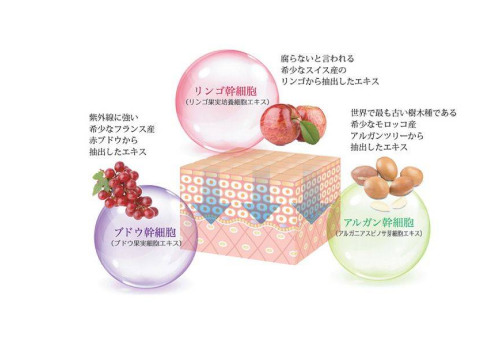 腐らないと言われる
希少なスイス産の
リンゴから抽出したエキス
リンゴ幹細胞
(リンゴ果実培養細胞エキス)
紫外線に強い
希少なフランス産
赤ブドウから
抽出したエキス
世界で最も古い樹木種である
希少なモロッコ産
アルガンツリーから
抽出したエキス
ブドウ幹細胞
(ブドウ果実細胞エキス)
アルガン幹細胞
(アルガニアスピノサ芽細胞エキス)